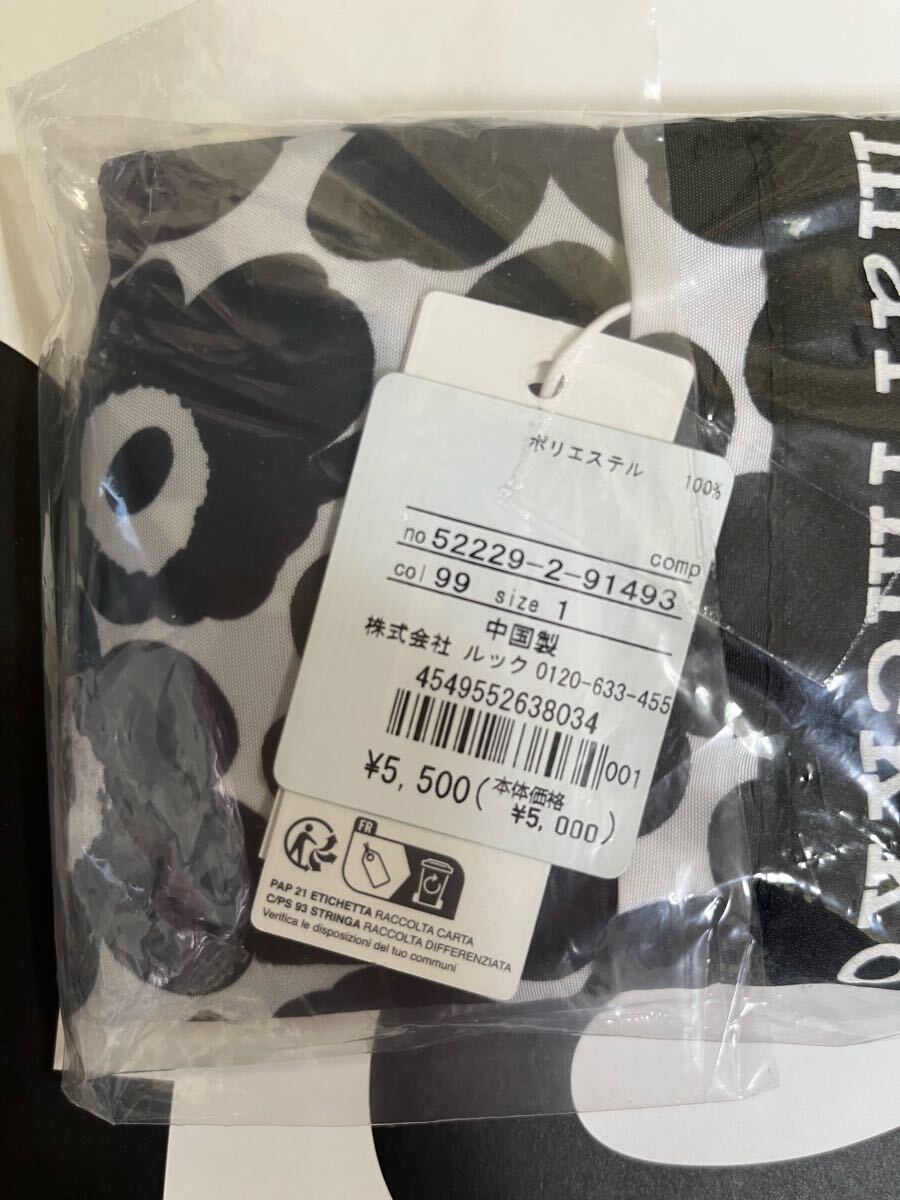 ポリエステル 100%
comp
no 52229-2-91493
col 99 size 1
中国製
株式会社 ルック 0120-633-455
4549552638034
001
¥5,500(本体価格 ¥5,000)
FR
PAP 21 ETICHETTA RACCOLTA CARTA
C/PS 93 STRINGA RACCOLTA DIFFERENZIATA
Verifica le disposizioni del tuo communi